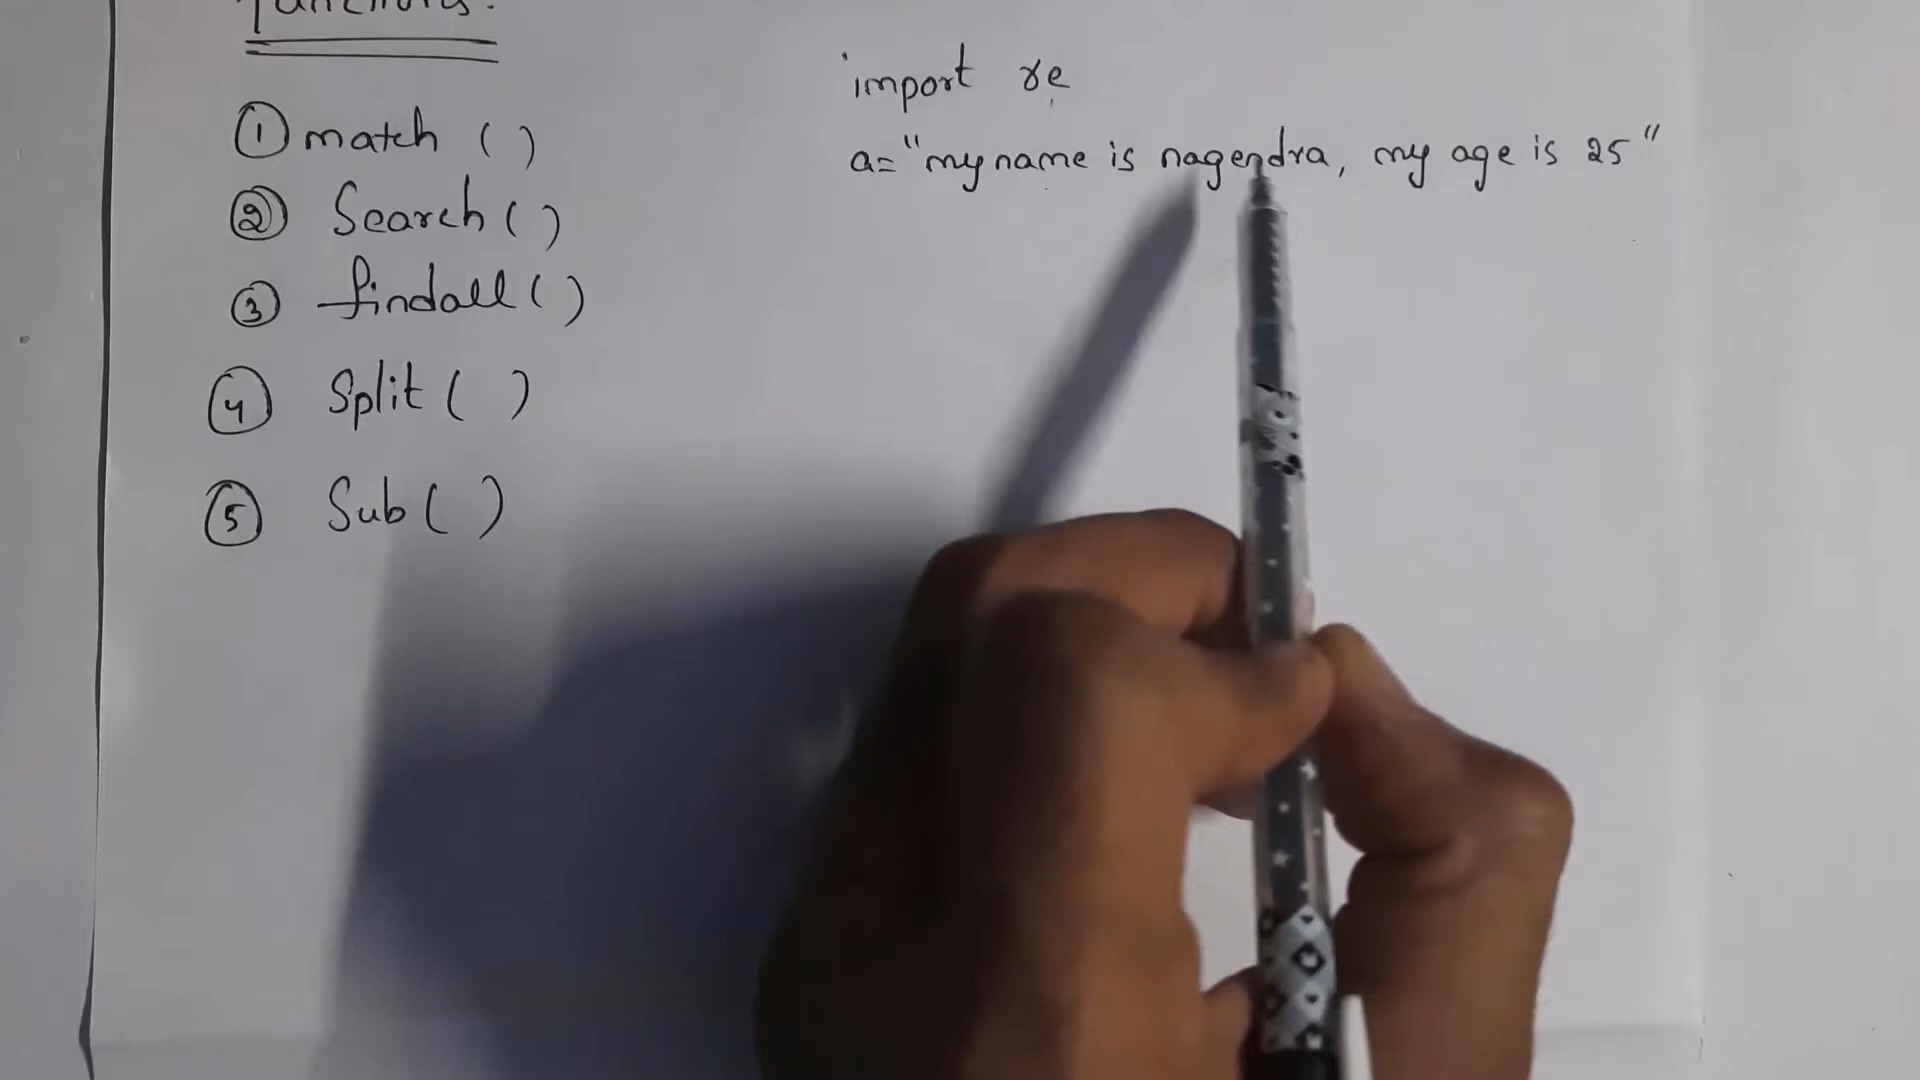 functions:
① match ( )
② Search ( )
③ findall ( )
④ Split ( )
⑤ Sub ( )
import re
a= "my name is nagendra, my age is 25"